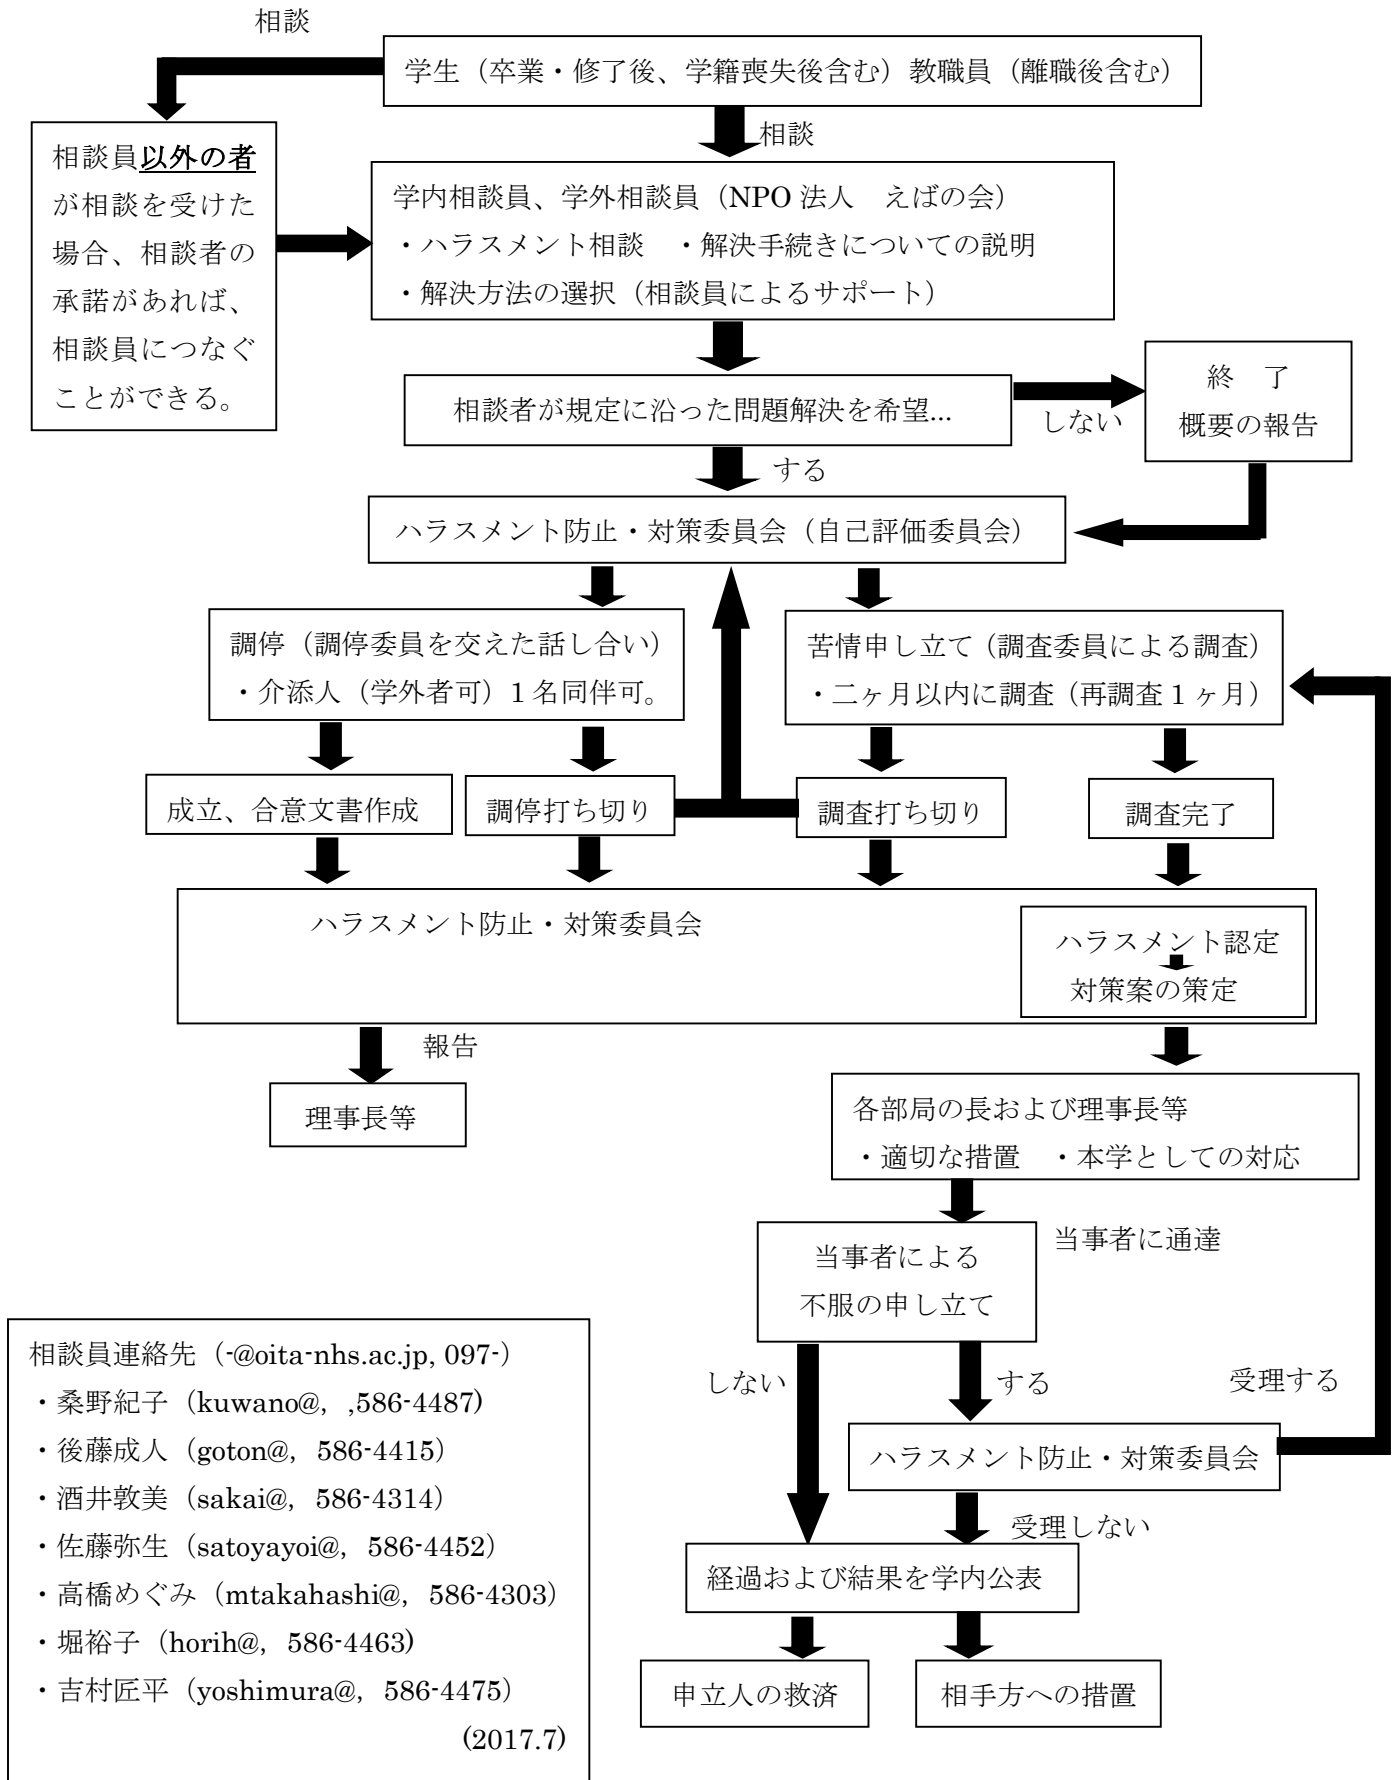 相談
学生（卒業・修了後、学籍喪失後含む）教職員（離職後含む）
相談
相談員以外の者
が相談を受けた
場合、相談者の
承諾があれば、
相談員につなぐ
ことができる。
学内相談員、学外相談員（NPO 法人　えばの会）
・ハラスメント相談　・解決手続きについての説明
・解決方法の選択（相談員によるサポート）
相談者が規定に沿った問題解決を希望...
しない
終　了
概要の報告
する
ハラスメント防止・対策委員会（自己評価委員会）
調停（調停委員を交えた話し合い）
・介添人（学外者可）1 名同伴可。
苦情申し立て（調査委員による調査）
・二ヶ月以内に調査（再調査 1 ヶ月）
成立、合意文書作成
調停打ち切り
調査打ち切り
調査完了
ハラスメント防止・対策委員会
ハラスメント認定
対策案の策定
報告
理事長等
各部局の長および理事長等
・適切な措置　・本学としての対応
当事者に通達
当事者による
不服の申し立て
しない
する
受理する
ハラスメント防止・対策委員会
受理しない
経過および結果を学内公表
申立人の救済
相手方への措置
相談員連絡先（-@oita-nhs.ac.jp, 097-）
・桑野紀子（kuwano@, ,586-4487)
・後藤成人（goton@, 586-4415）
・酒井敦美（sakai@, 586-4314）
・佐藤弥生（satoyayoi@, 586-4452）
・高橋めぐみ（mtakahashi@, 586-4303）
・堀裕子（horih@, 586-4463)
・吉村匠平（yoshimura@, 586-4475）
(2017.7)